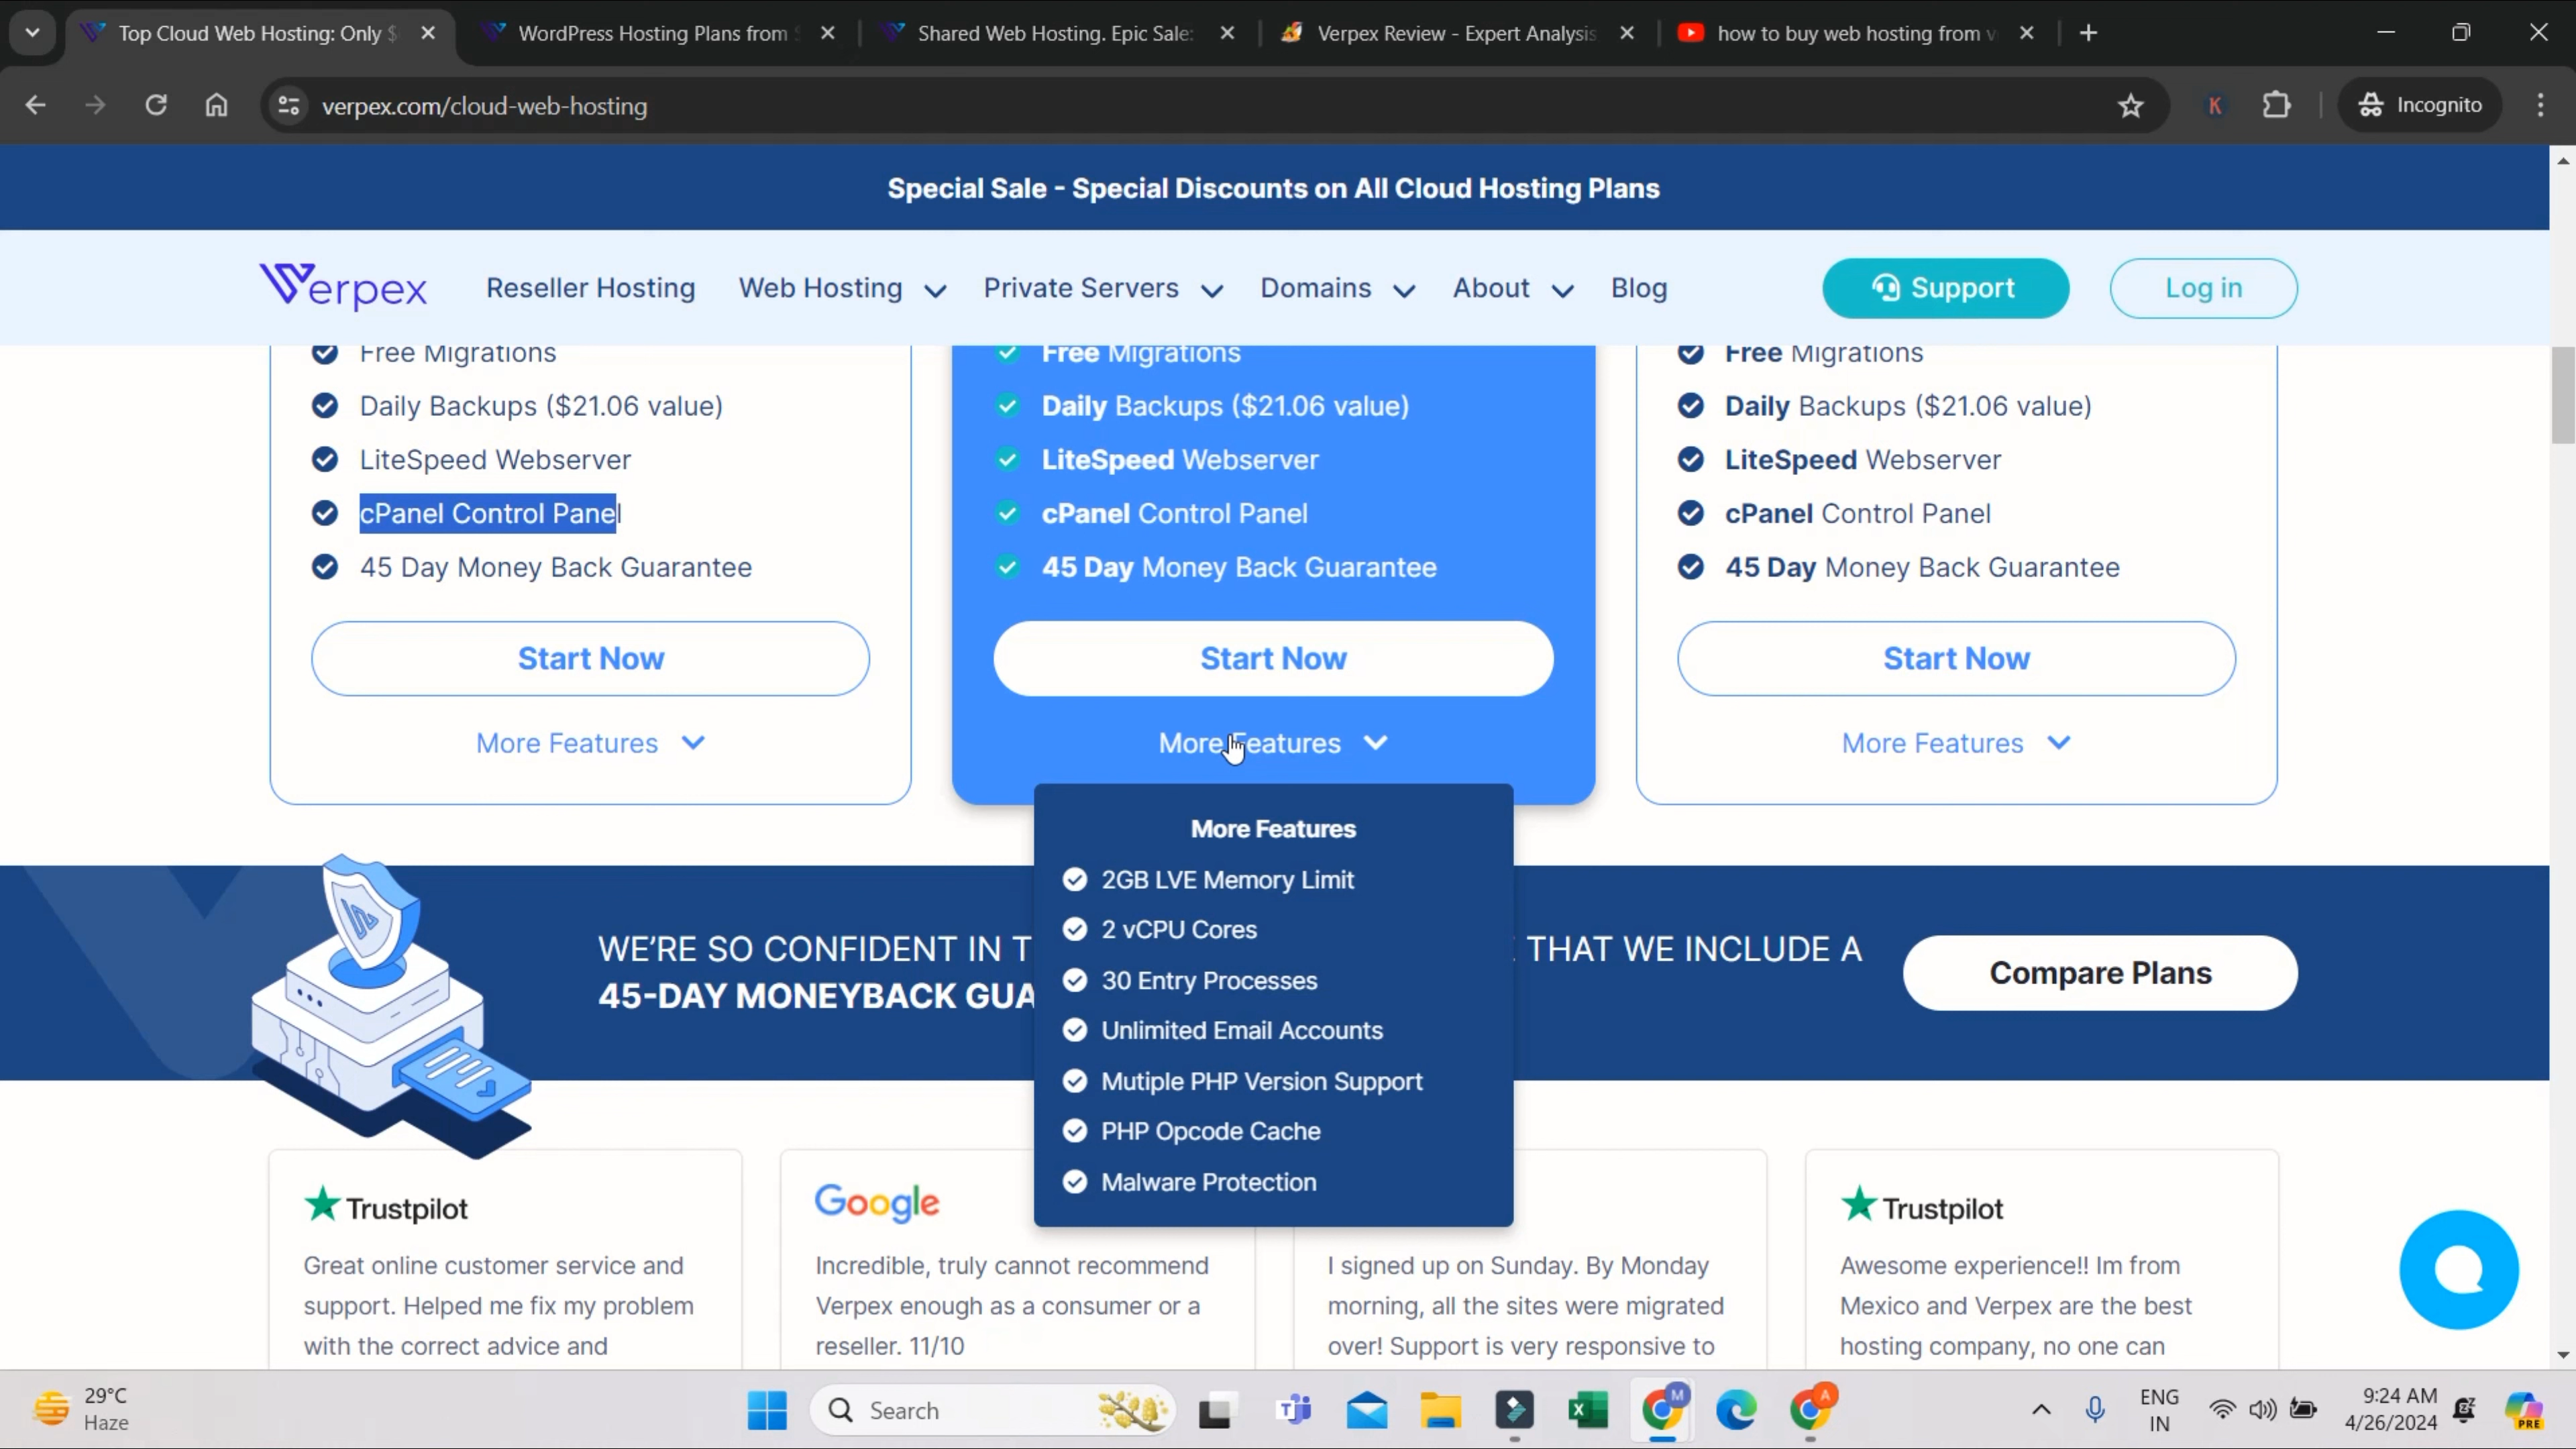 Top Cloud Web Hosting: Only $
WordPress Hosting Plans from $
Shared Web Hosting. Epic Sale:
Verpex Review - Expert Analysis
how to buy web hosting from v
verpex.com/cloud-web-hosting
K
Incognito
Special Sale - Special Discounts on All Cloud Hosting Plans
Verpex
Reseller Hosting
Web Hosting
Private Servers
Domains
About
Blog
Support
Log in
Free Migrations
Daily Backups ($21.06 value)
LiteSpeed Webserver
cPanel Control Panel
45 Day Money Back Guarantee
Start Now
More Features
Free Migrations
Daily Backups ($21.06 value)
LiteSpeed Webserver
cPanel Control Panel
45 Day Money Back Guarantee
Start Now
More Features
Free Migrations
Daily Backups ($21.06 value)
LiteSpeed Webserver
cPanel Control Panel
45 Day Money Back Guarantee
Start Now
More Features
More Features
2GB LVE Memory Limit
2 vCPU Cores
30 Entry Processes
Unlimited Email Accounts
Mutiple PHP Version Support
PHP Opcode Cache
Malware Protection
WE'RE SO CONFIDENT IN T THAT WE INCLUDE A
45-DAY MONEYBACK GUA
Compare Plans
Trustpilot
Great online customer service and
support. Helped me fix my problem
with the correct advice and
Google
Incredible, truly cannot recommend
Verpex enough as a consumer or a
reseller. 11/10
I signed up on Sunday. By Monday
morning, all the sites were migrated
over! Support is very responsive to
Trustpilot
Awesome experience!! Im from
Mexico and Verpex are the best
hosting company, no one can
29°C
Haze
Search
M
A
ENG
IN
9:24 AM
4/26/2024
PRE